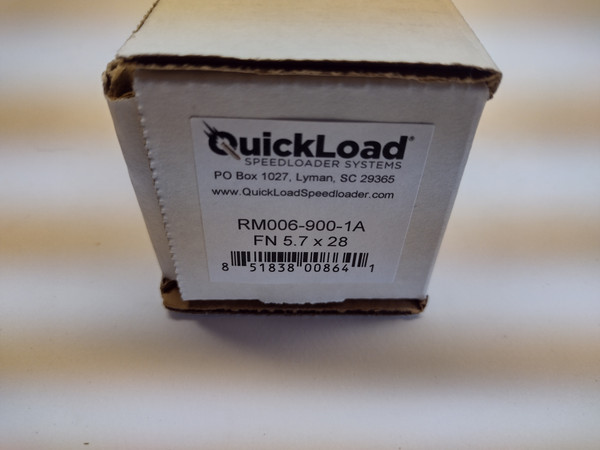 QuickLoad®
SPEEDLOADER SYSTEMS
PO Box 1027, Lyman, SC 29365
www.QuickLoadSpeedloader.com
RM006-900-1A
FN 5.7 x 28
8 51838 00864 1